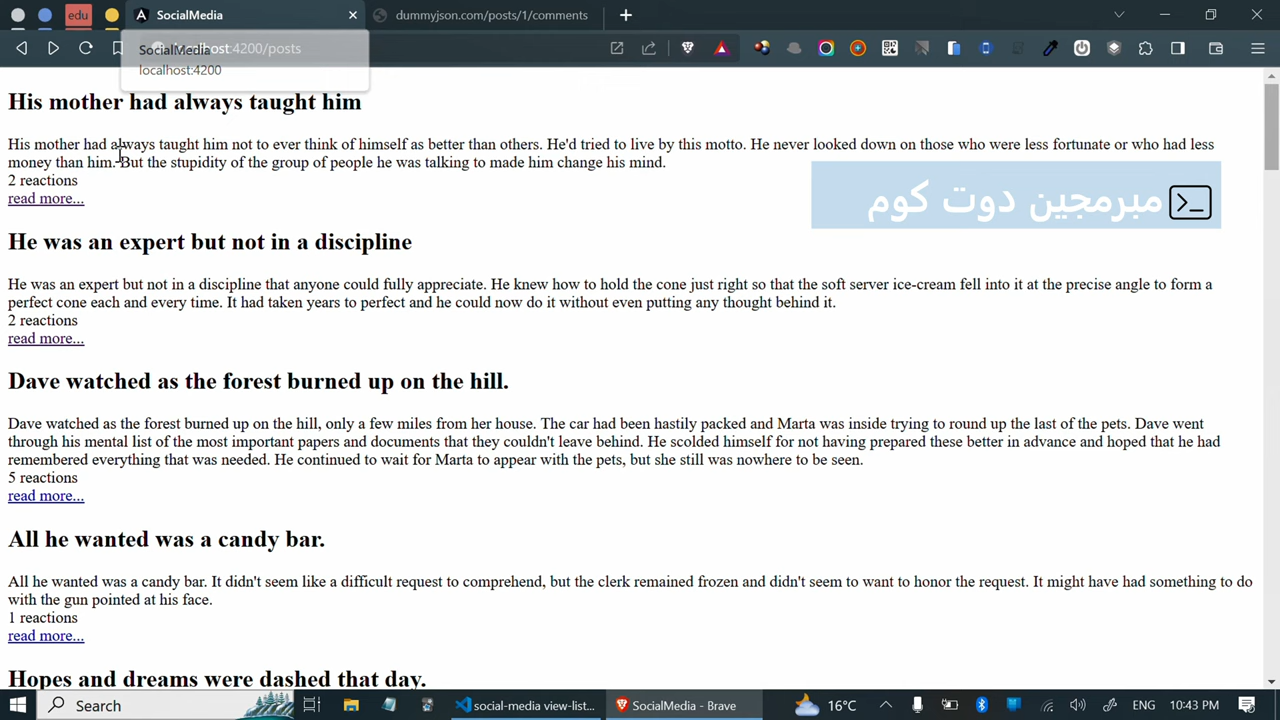 edu
SocialMedia
dummyjson.com/posts/1/comments
localhost:4200/posts
SocialMedia
localhost:4200
His mother had always taught him
His mother had always taught him not to ever think of himself as better than others. He'd tried to live by this motto. He never looked down on those who were less fortunate or who had less
money than him. But the stupidity of the group of people he was talking to made him change his mind.
2 reactions
read more...
مبرمجين دوت كوم
He was an expert but not in a discipline
He was an expert but not in a discipline that anyone could fully appreciate. He knew how to hold the cone just right so that the soft server ice-cream fell into it at the precise angle to form a
perfect cone each and every time. It had taken years to perfect and he could now do it without even putting any thought behind it.
2 reactions
read more...
Dave watched as the forest burned up on the hill.
Dave watched as the forest burned up on the hill, only a few miles from her house. The car had been hastily packed and Marta was inside trying to round up the last of the pets. Dave went
through his mental list of the most important papers and documents that they couldn't leave behind. He scolded himself for not having prepared these better in advance and hoped that he had
remembered everything that was needed. He continued to wait for Marta to appear with the pets, but she still was nowhere to be seen.
5 reactions
read more...
All he wanted was a candy bar.
All he wanted was a candy bar. It didn't seem like a difficult request to comprehend, but the clerk remained frozen and didn't seem to want to honor the request. It might have had something to do
with the gun pointed at his face.
1 reactions
read more...
Hopes and dreams were dashed that day.
Search
social-media view-list...
SocialMedia - Brave
16°C
ENG
10:43 PM